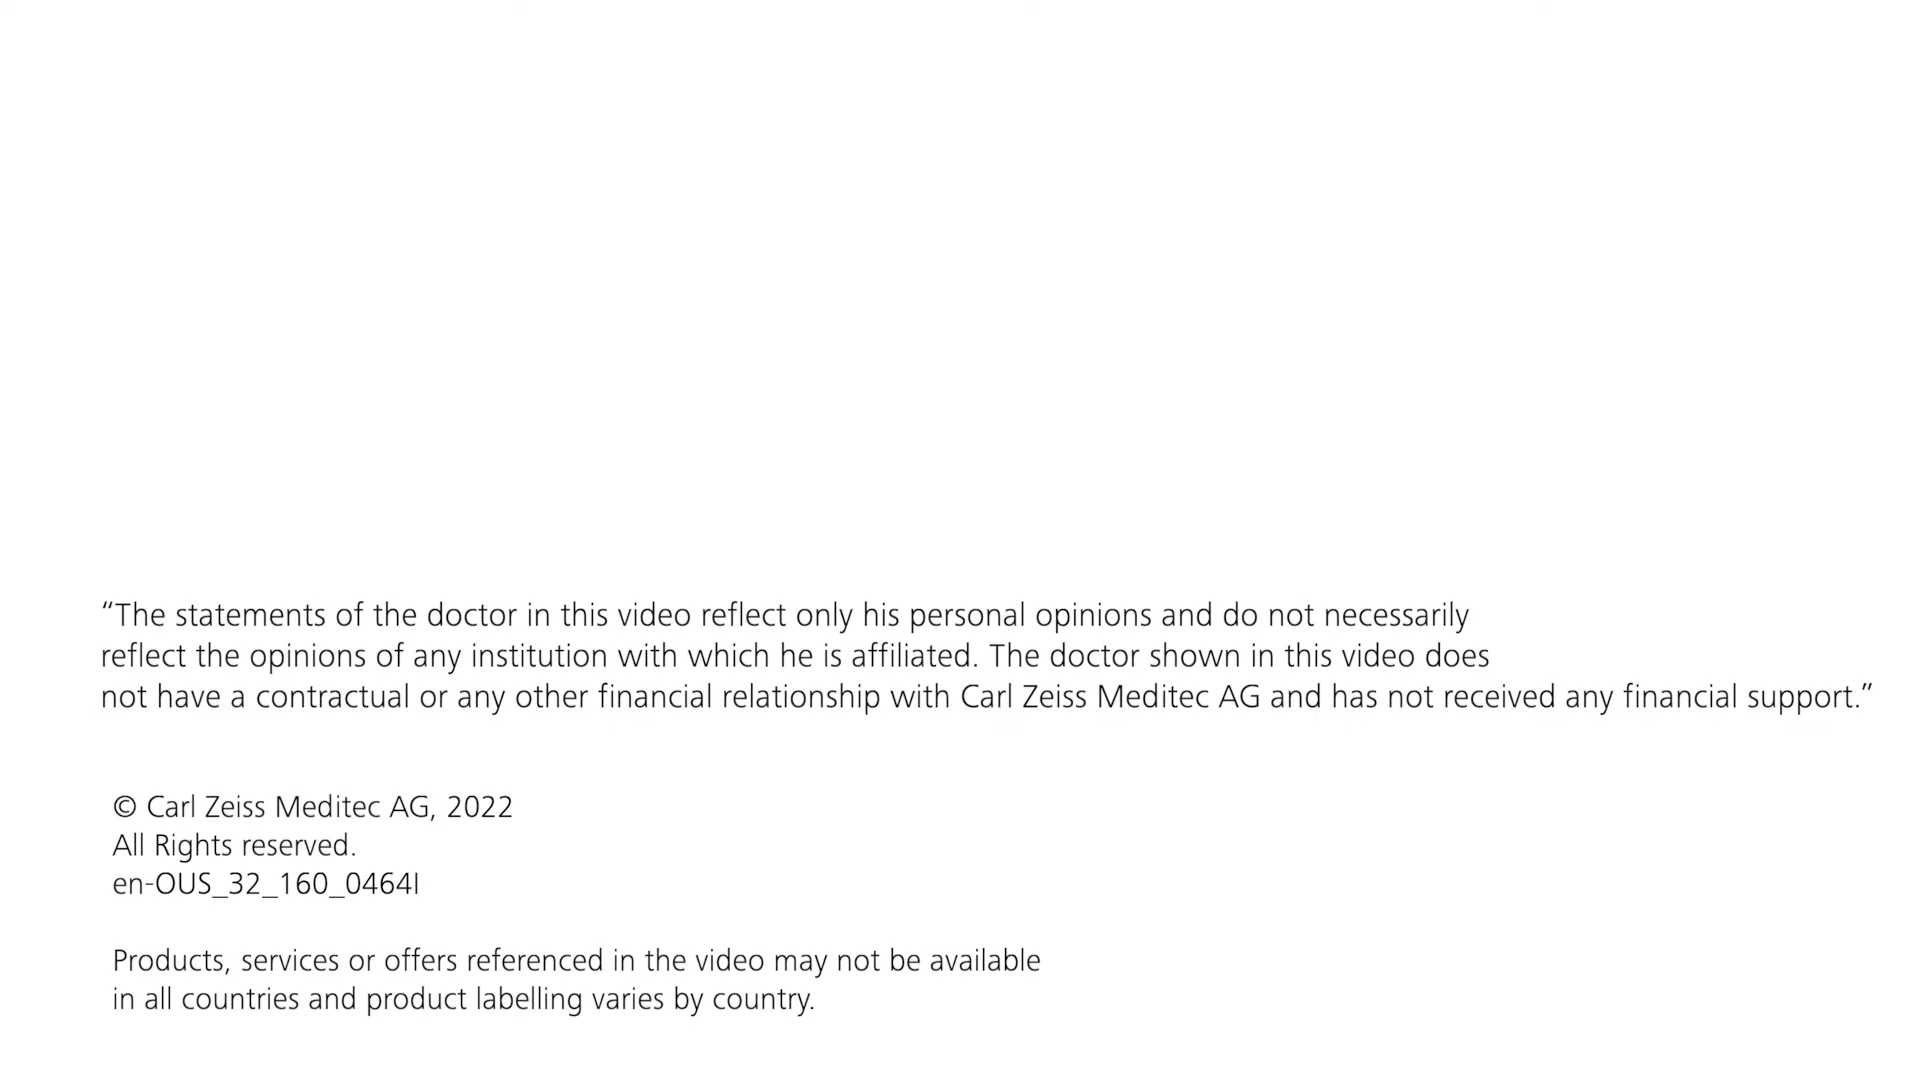 “The statements of the doctor in this video reflect only his personal opinions and do not necessarily
reflect the opinions of any institution with which he is affiliated. The doctor shown in this video does
not have a contractual or any other financial relationship with Carl Zeiss Meditec AG and has not received any financial support.”
© Carl Zeiss Meditec AG, 2022
All Rights reserved.
en-OUS_32_160_0464I
Products, services or offers referenced in the video may not be available
in all countries and product labelling varies by country.